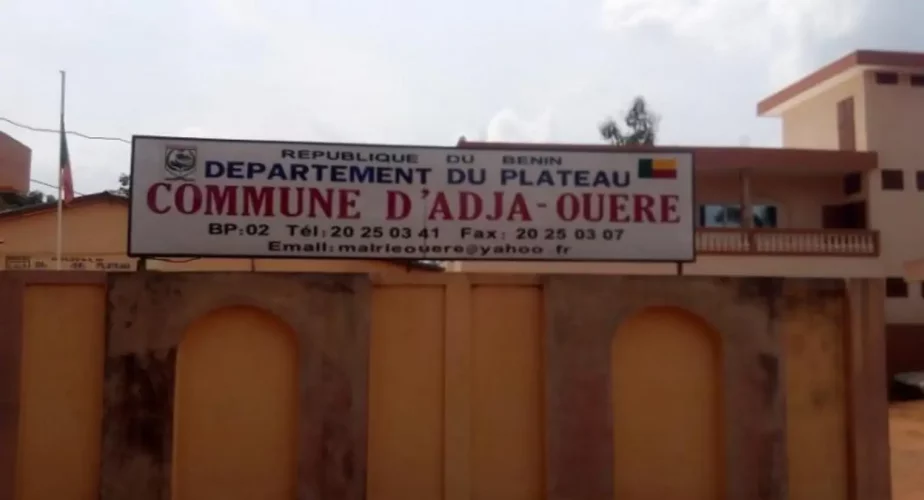 REPUBLIQUE DU BENIN
DEPARTEMENT DU PLATEAU
COMMUNE D'ADJA-OUERE
BP:02 Tél:20 25 03 41 Fax: 20 25 03 07
Email:mairieouere@yahoo.fr